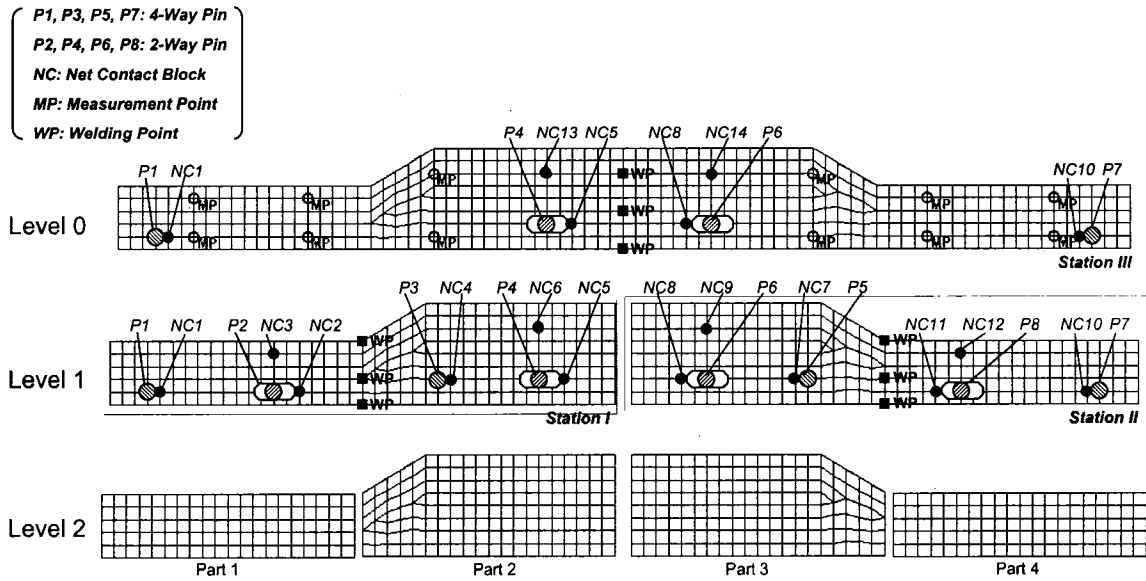 P1, P3, P5, P7: 4-Way Pin
P2, P4, P6, P8: 2-Way Pin
NC: Net Contact Block
MP: Measurement Point
WP: Welding Point
P4 NC13 NC5 NC8 NC14 P6
P1 NC1 NC10 P7
MP WP MP
MP MP MP MP
Level 0 WP
MP MP MP WP MP MP MP
Station III
P3 NC4 P4 NC6 NC5 NC8 NC9 P6 NC7 P5
P1 NC1 P2 NC3 NC2 NC11 NC12 P8 NC10 P7
WP WP
Level 1 WP WP
WP WP
Station I Station II
Level 2
Part 1 Part 2 Part 3 Part 4